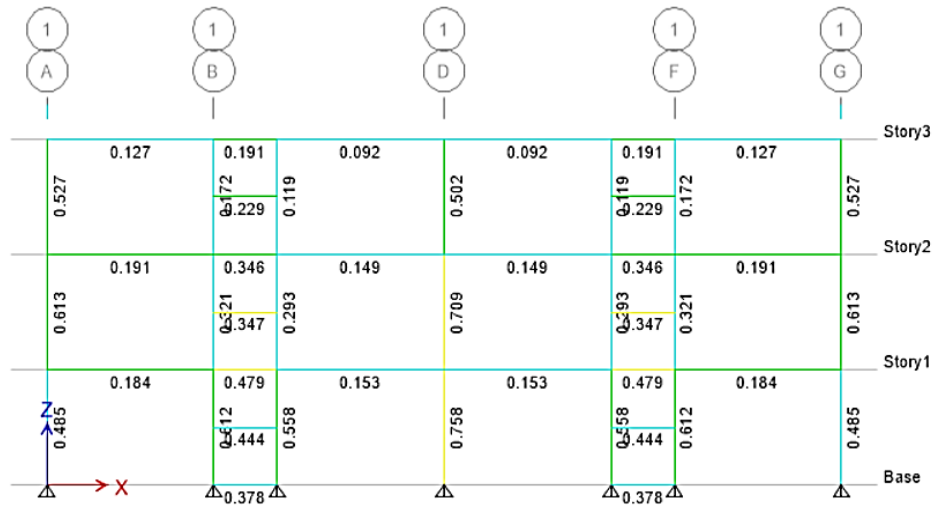 1 1 1 1 1
A B D F G
Story3
0.127 0.191 0.092 0.092 0.191 0.127
0.527 0.172 0.119 0.502 0.119 0.172 0.527
0.229 0.229
Story2
0.191 0.346 0.149 0.149 0.346 0.191
0.613 0.321 0.293 0.709 0.293 0.321 0.613
0.347 0.347
Story1
0.184 0.479 0.153 0.153 0.479 0.184
Z
0.485 0.612 0.558 0.758 0.558 0.612 0.485
0.444 0.444
Base
X
0.378 0.378